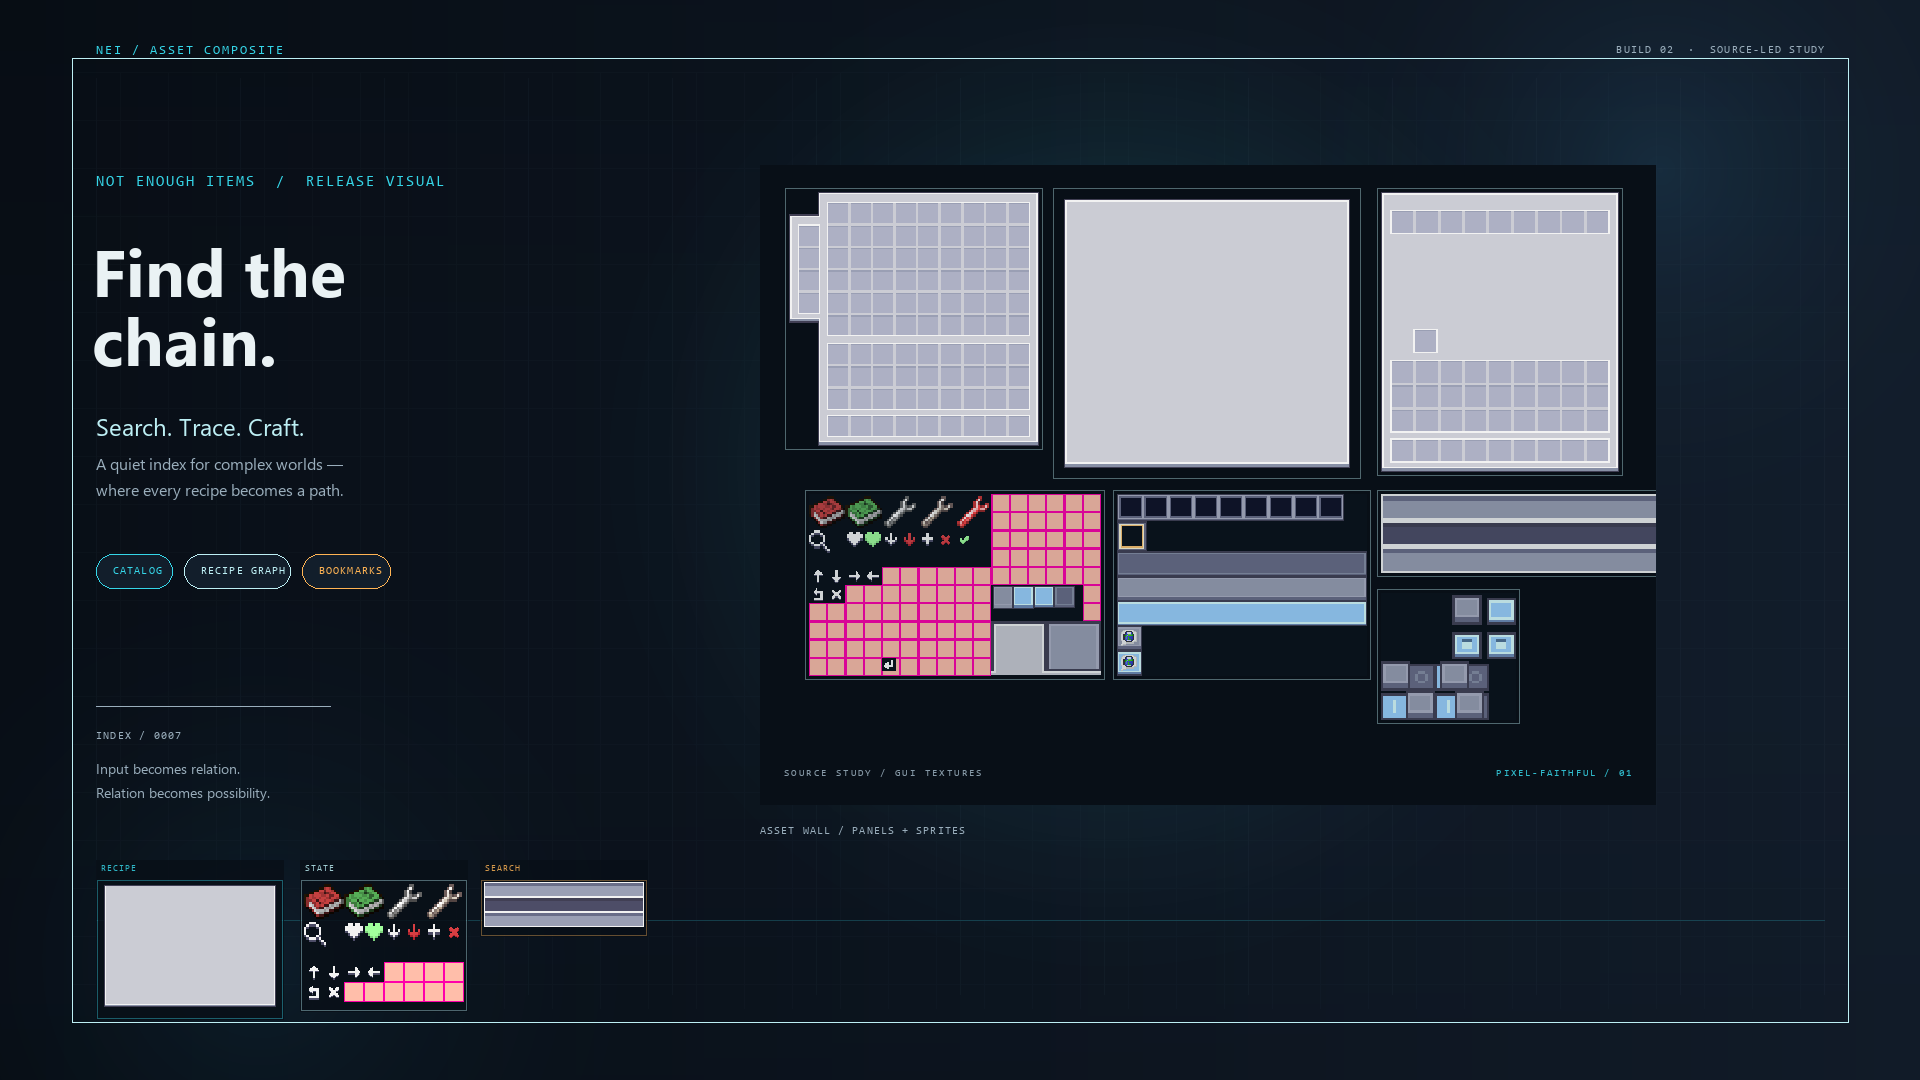 NEI / ASSET COMPOSITE
BUILD 02 · SOURCE-LED STUDY
NOT ENOUGH ITEMS / RELEASE VISUAL
Find the
chain.
Search. Trace. Craft.
A quiet index for complex worlds —
where every recipe becomes a path.
CATALOG
RECIPE GRAPH
BOOKMARKS
INDEX / 0007
Input becomes relation.
Relation becomes possibility.
SOURCE STUDY / GUI TEXTURES
PIXEL-FAITHFUL / 01
ASSET WALL / PANELS + SPRITES
RECIPE
STATE
SEARCH